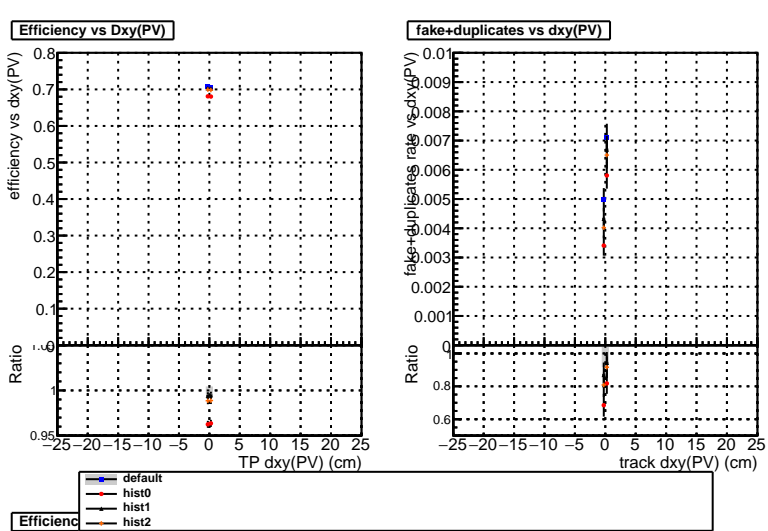 Efficiency vs Dxy(PV)
efficiency vs dxy(PV)
0.8
0.7
0.6
0.5
0.4
0.3
0.2
0.1
0
Ratio
1
0.95
−25 −20 −15 −10 −5 0 5 10 15 20 25
TP dxy(PV) (cm)
fake+duplicates vs dxy(PV)
fake+duplicates rate vs dxy(PV)
0.01
0.009
0.008
0.007
0.006
0.005
0.004
0.003
0.002
0.001
0
Ratio
1
0.8
0.6
−25 −20 −15 −10 −5 0 5 10 15 20 25
track dxy(PV) (cm)
default
hist0
hist1
hist2
Efficienc